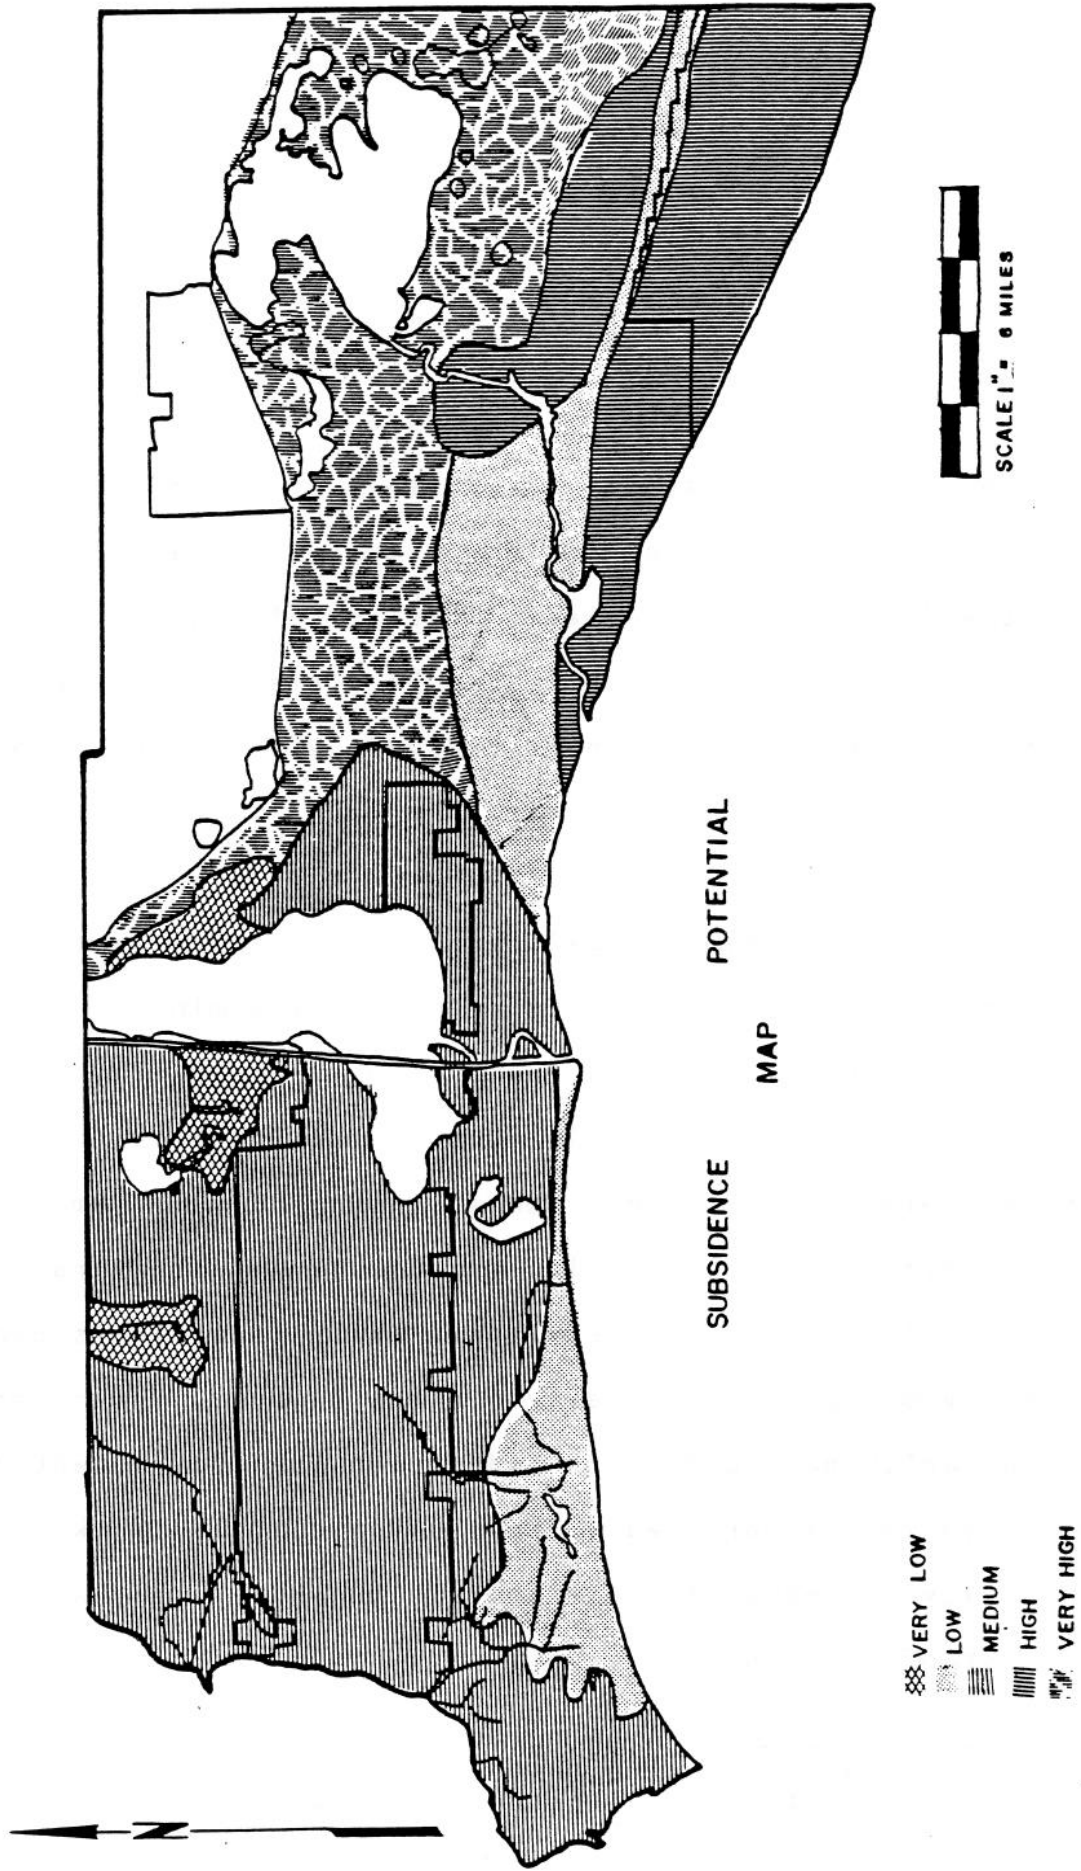 N
SUBSIDENCE POTENTIAL
MAP
SCALE 1" = 6 MILES
VERY LOW
LOW
MEDIUM
HIGH
VERY HIGH